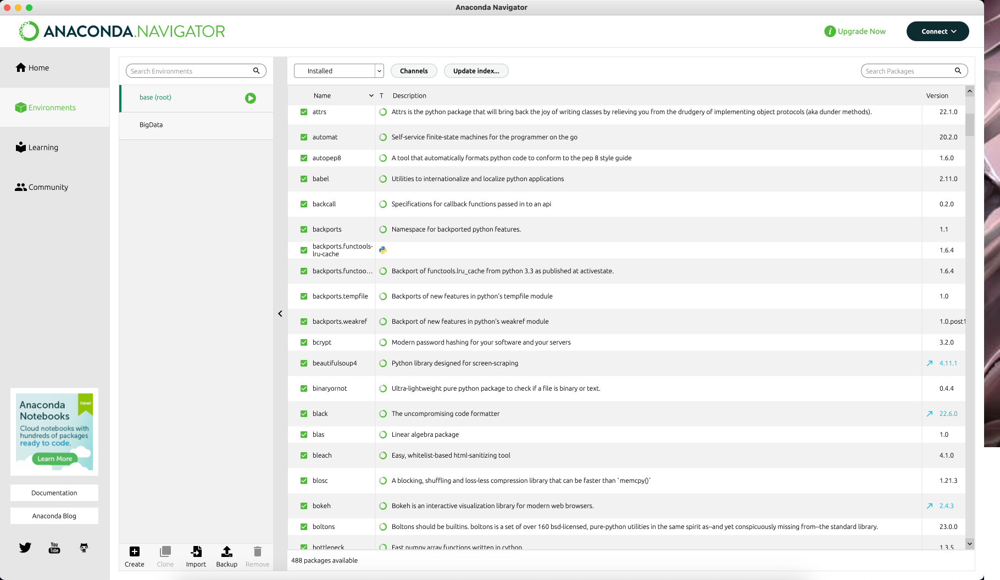 Anaconda Navigator
ANACONDA.NAVIGATOR
i Upgrade Now
Connect
Home
Environments
Learning
Community
Anaconda
Notebooks
New!
Cloud notebooks with
hundreds of packages
ready to code.
Learn More
Documentation
Anaconda Blog
You
Tube
Search Environments
base (root)
BigData
Create
Clone
Import
Backup
Remove
Installed
Channels
Update index...
Search Packages
Name T Description Version
attrs Attrs is the python package that will bring back the joy of writing classes by relieving you from the drudgery of implementing object protocols (aka dunder methods). 22.1.0
automat Self-service finite-state machines for the programmer on the go 20.2.0
autopep8 A tool that automatically formats python code to conform to the pep 8 style guide 1.6.0
babel Utilities to internationalize and localize python applications 2.11.0
backcall Specifications for callback functions passed in to an api 0.2.0
backports Namespace for backported python features. 1.1
backports.functools-
lru-cache 1.6.4
backports.functoo... Backport of functools.lru_cache from python 3.3 as published at activestate. 1.6.4
backports.tempfile Backports of new features in python's tempfile module 1.0
backports.weakref Backport of new features in python's weakref module 1.0.post1
bcrypt Modern password hashing for your software and your servers 3.2.0
beautifulsoup4 Python library designed for screen-scraping 4.11.1
binaryornot Ultra-lightweight pure python package to check if a file is binary or text. 0.4.4
black The uncompromising code formatter 22.6.0
blas Linear algebra package 1.0
bleach Easy, whitelist-based html-sanitizing tool 4.1.0
blosc A blocking, shuffling and loss-less compression library that can be faster than `memcpy()` 1.21.3
bokeh Bokeh is an interactive visualization library for modern web browsers. 2.4.3
boltons Boltons should be builtins. boltons is a set of over 160 bsd-licensed, pure-python utilities in the same spirit as--and yet conspicuously missing from--the standard library. 23.0.0
bottleneck Fast numpy array functions written in cython. 1.3.5
488 packages available